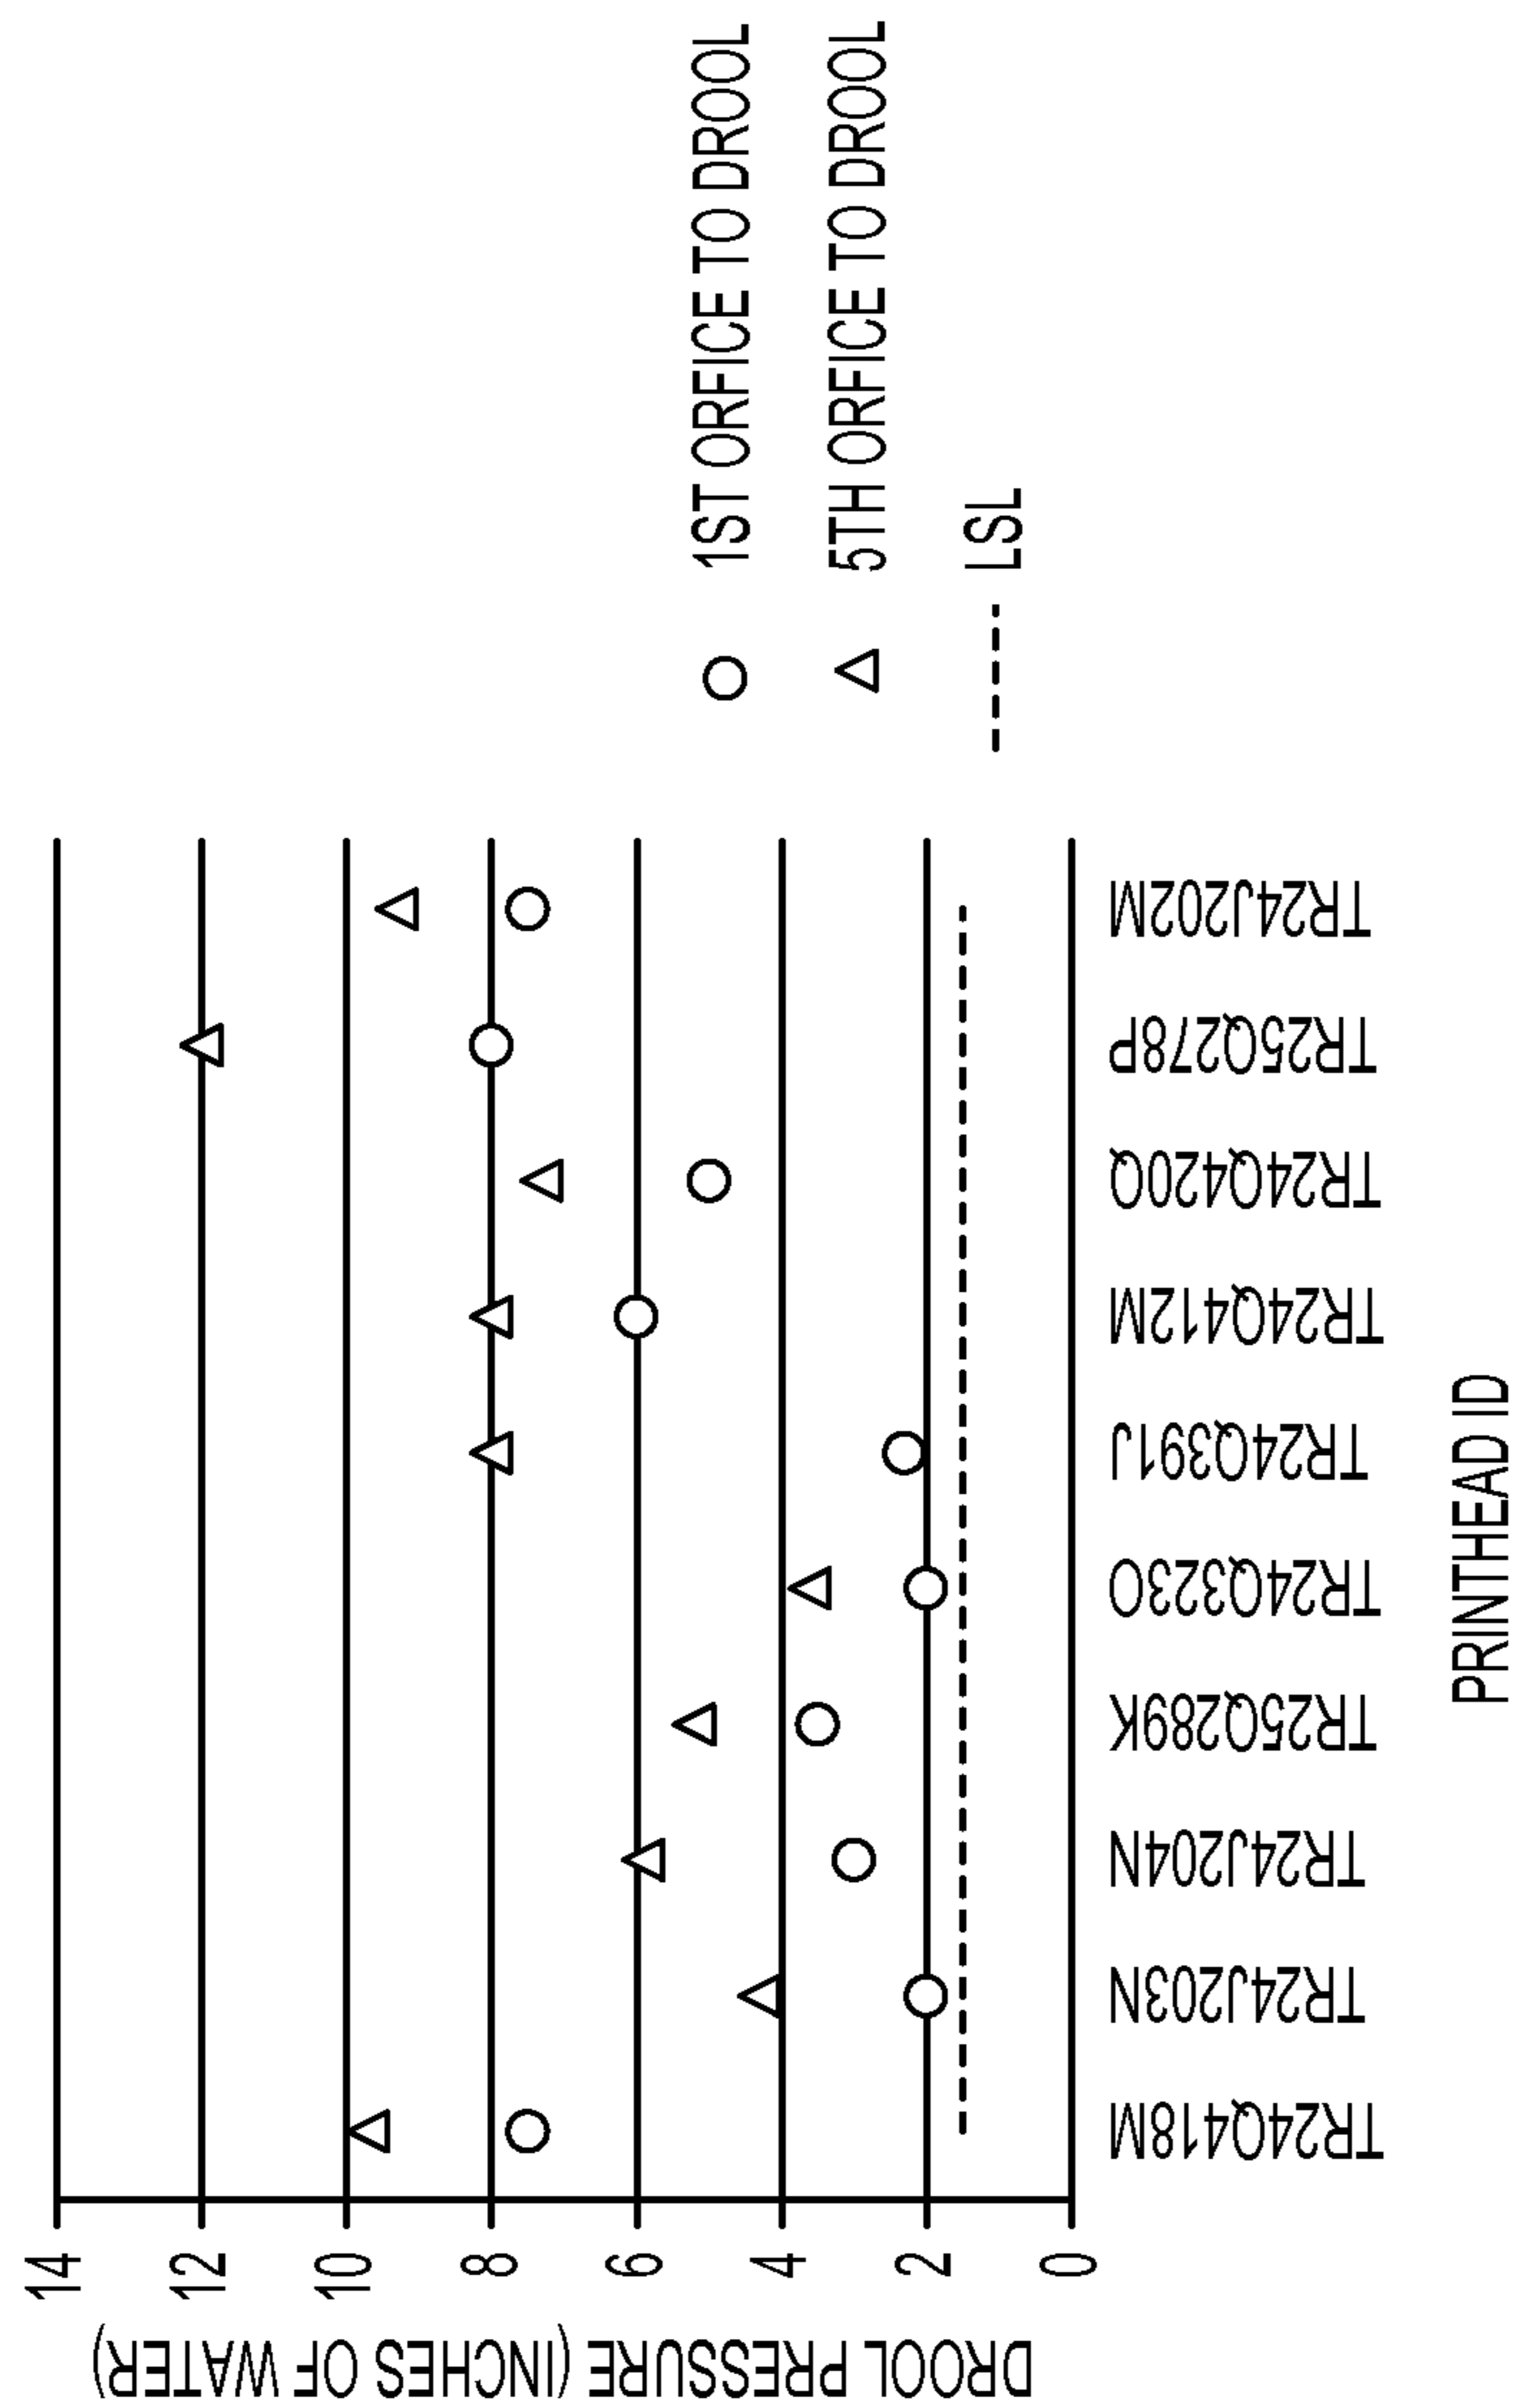 DROOL PRESSURE (INCHES OF WATER)
14
12
10
8
6
4
2
0
TR24Q418M
TR24J203N
TR24J204N
TR25Q289K
TR24Q323O
TR24Q391J
TR24Q412M
TR24Q420Q
TR25Q278P
TR24J202M
PRINTHEAD ID
1ST ORFICE TO DROOL
5TH ORFICE TO DROOL
LSL